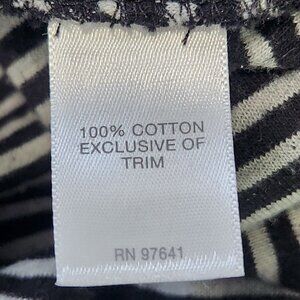 100% COTTON
EXCLUSIVE OF
TRIM
RN 97641